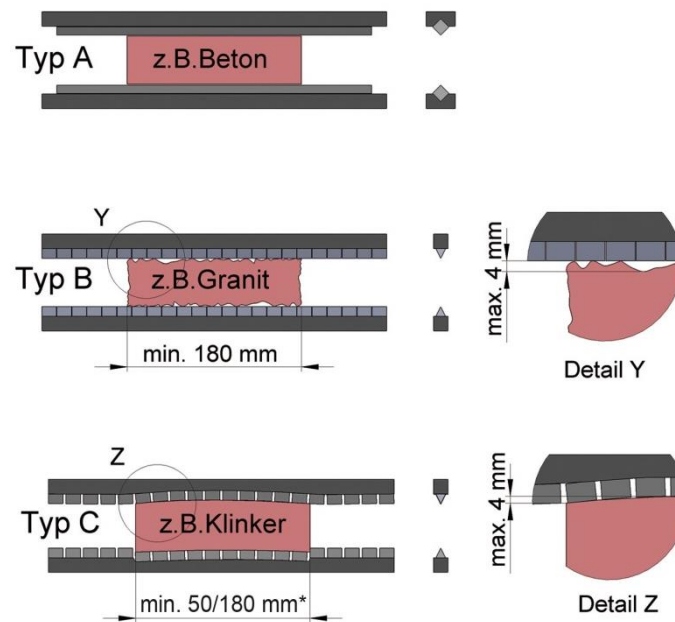 Typ A
z.B.Beton
Y
Typ B
z.B.Granit
min. 180 mm
max. 4 mm
Detail Y
Z
Typ C
z.B.Klinker
min. 50/180 mm*
max. 4 mm
Detail Z